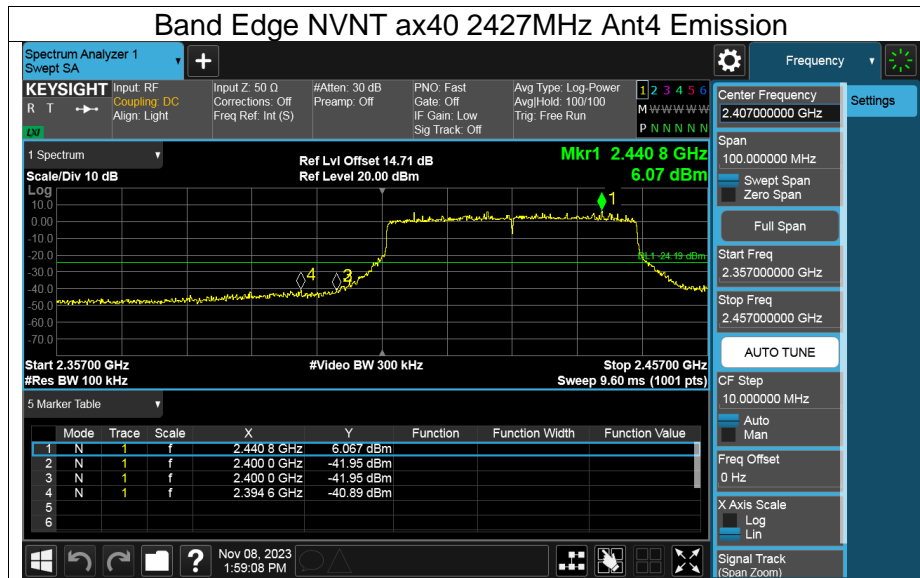 Band Edge NVNT ax40 2427MHz Ant4 Emission
Spectrum Analyzer 1
Swept SA
+
Frequency
KEYSIGHT
R T
LXI
Input: RF
Coupling: DC
Align: Light
Input Z: 50 Ω
Corrections: Off
Freq Ref: Int (S)
#Atten: 30 dB
Preamp: Off
PNO: Fast
Gate: Off
IF Gain: Low
Sig Track: Off
Avg Type: Log-Power
Avg|Hold: 100/100
Trig: Free Run
1 2 3 4 5 6
M W W W W W
P N N N N N
Center Frequency
2.407000000 GHz
Settings
1 Spectrum
Scale/Div 10 dB
Ref Lvl Offset 14.71 dB
Ref Level 20.00 dBm
Mkr1 2.440 8 GHz
6.07 dBm
Log
10.0
0.00
-10.0
-20.0
-30.0
-40.0
-50.0
-60.0
-70.0
1
4
3
DL1 -24.19 dBm
Start 2.35700 GHz
#Res BW 100 kHz
#Video BW 300 kHz
Stop 2.45700 GHz
Sweep 9.60 ms (1001 pts)
Span
100.000000 MHz
Swept Span
Zero Span
Full Span
Start Freq
2.357000000 GHz
Stop Freq
2.457000000 GHz
AUTO TUNE
CF Step
10.000000 MHz
Auto
Man
Freq Offset
0 Hz
X Axis Scale
Log
Lin
Signal Track
(Span Zoom)
5 Marker Table
Mode Trace Scale X Y Function Function Width Function Value
1 N 1 f 2.440 8 GHz 6.067 dBm
2 N 1 f 2.400 0 GHz -41.95 dBm
3 N 1 f 2.400 0 GHz -41.95 dBm
4 N 1 f 2.394 6 GHz -40.89 dBm
5
6
?
Nov 08, 2023
1:59:08 PM